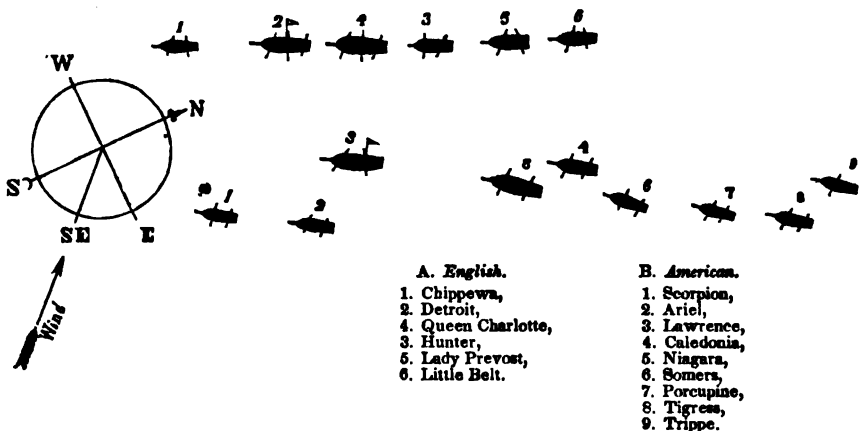 1 2 4 3 5 6
W
N
S
SE E
Wind
3 4 9
5 6
1 2 7 8
A. English.
1. Chippewa,
2. Detroit,
4. Queen Charlotte,
3. Hunter,
5. Lady Prevost,
6. Little Belt.
B. American.
1. Scorpion,
2. Ariel,
3. Lawrence,
4. Caledonia,
5. Niagara,
6. Somers,
7. Porcupine,
8. Tigress,
9. Trippe.